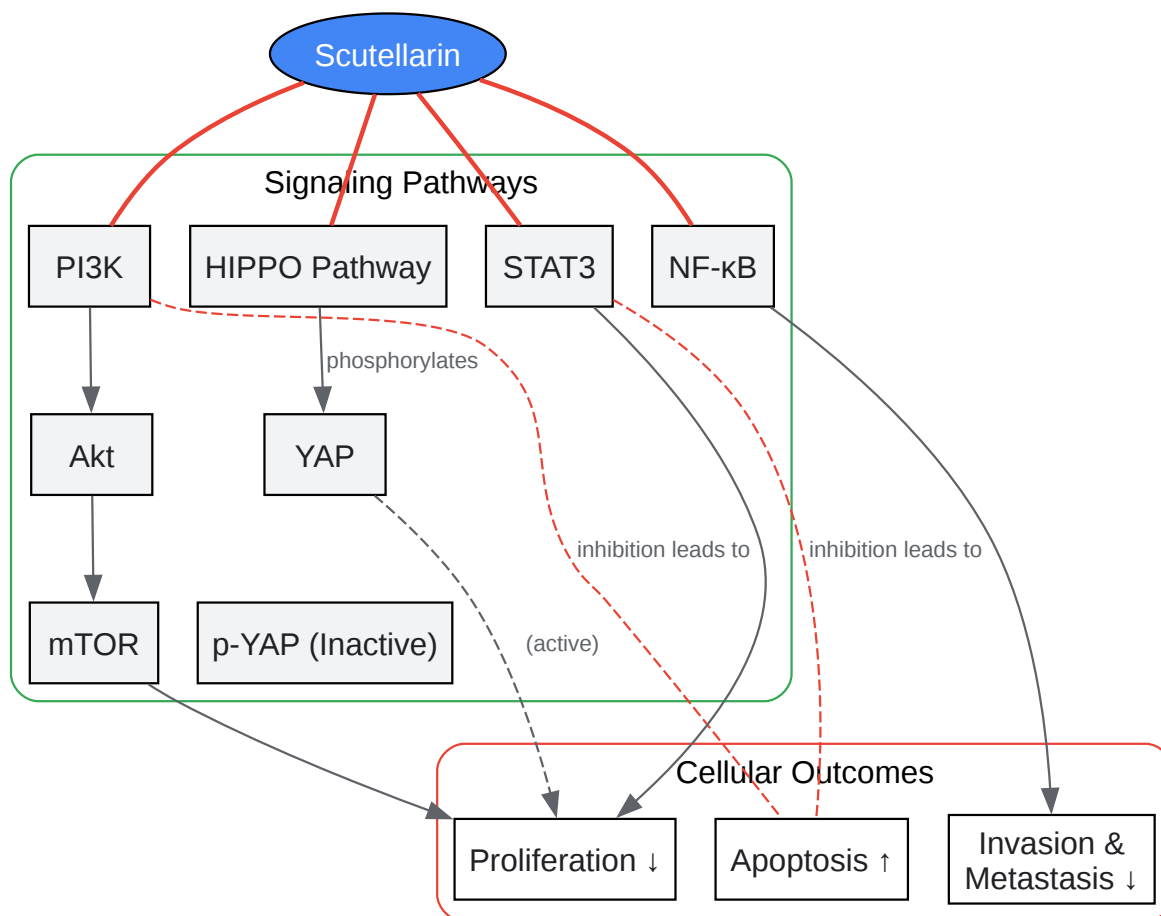 Scutellarin
Signaling Pathways
PI3K
HIPPO Pathway
STAT3
NF-κB
phosphorylates
Akt
YAP
inhibition leads to
inhibition leads to
mTOR
p-YAP (Inactive)
(active)
Cellular Outcomes
Proliferation ↓
Apoptosis ↑
Invasion &
Metastasis ↓